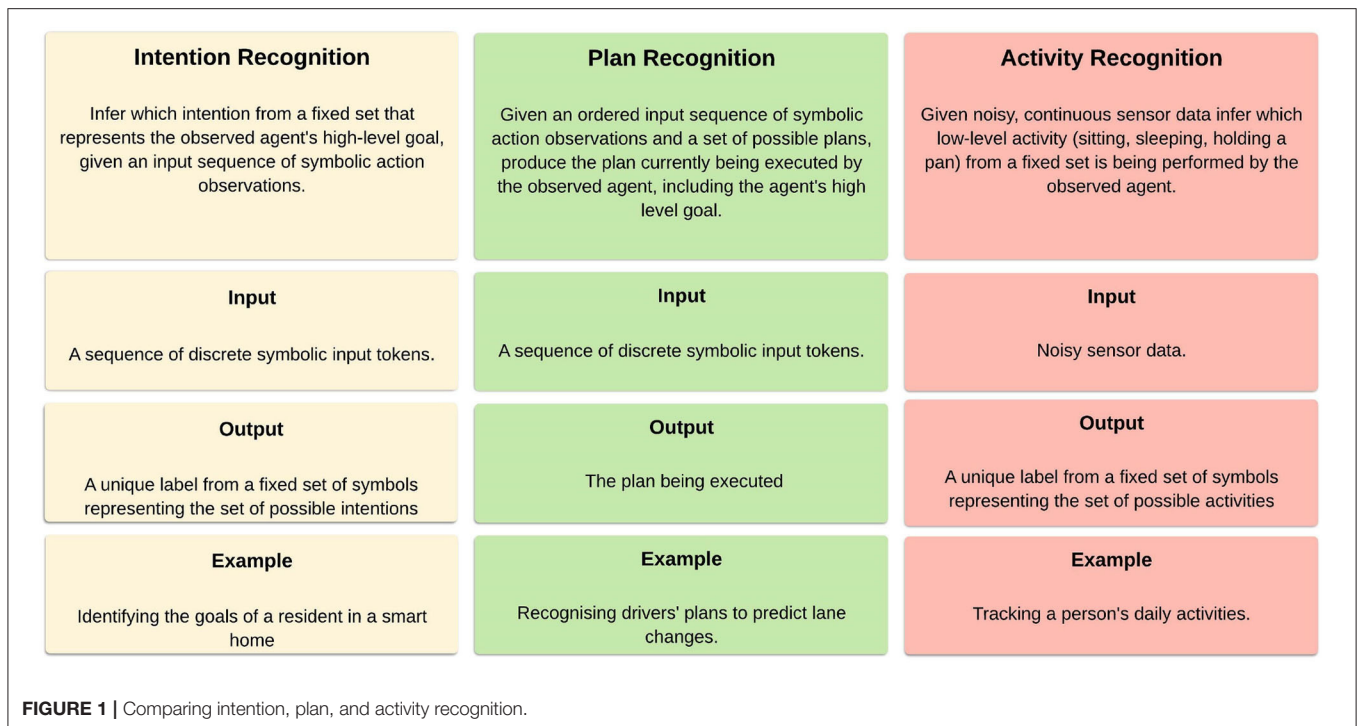 Intention Recognition
Infer which intention from a fixed set that
represents the observed agent's high-level goal,
given an input sequence of symbolic action
observations.
Plan Recognition
Given an ordered input sequence of symbolic
action observations and a set of possible plans,
produce the plan currently being executed by
the observed agent, including the agent's high
level goal.
Activity Recognition
Given noisy, continuous sensor data infer which
low-level activity (sitting, sleeping, holding a
pan) from a fixed set is being performed by the
observed agent.
Input
A sequence of discrete symbolic input tokens.
Input
A sequence of discrete symbolic input tokens.
Input
Noisy sensor data.
Output
A unique label from a fixed set of symbols
representing the set of possible intentions
Output
The plan being executed
Output
A unique label from a fixed set of symbols
representing the set of possible activities
Example
Identifying the goals of a resident in a smart
home
Example
Recognising drivers' plans to predict lane
changes.
Example
Tracking a person's daily activities.
FIGURE 1 | Comparing intention, plan, and activity recognition.